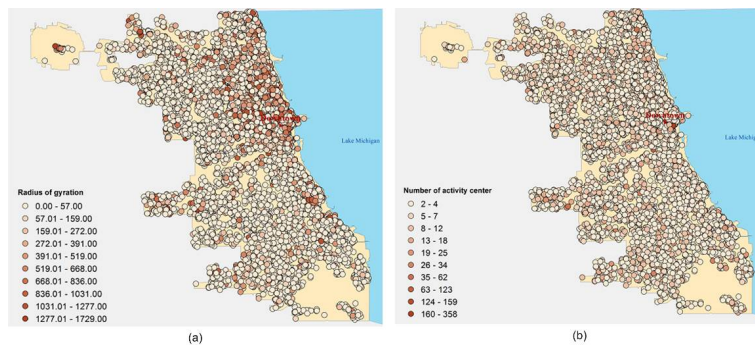 Downtown
Lake Michigan
Radius of gyration
0.00 - 57.00
57.01 - 159.00
159.01 - 272.00
272.01 - 391.00
391.01 - 519.00
519.01 - 668.00
668.01 - 836.00
836.01 - 1031.00
1031.01 - 1277.00
1277.01 - 1729.00
(a)
Downtown
Lake Michigan
Number of activity center
2 - 4
5 - 7
8 - 12
13 - 18
19 - 25
26 - 34
35 - 62
63 - 123
124 - 159
160 - 358
(b)